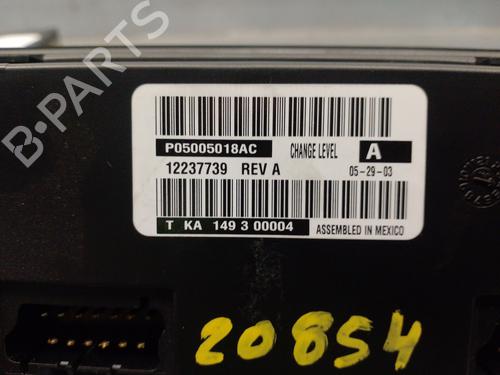 B-PARTS
P05005018AC CHANGE LEVEL A
12237739 REV A 05-29-03
T KA 149 3 00004 ASSEMBLED IN MEXICO
20854